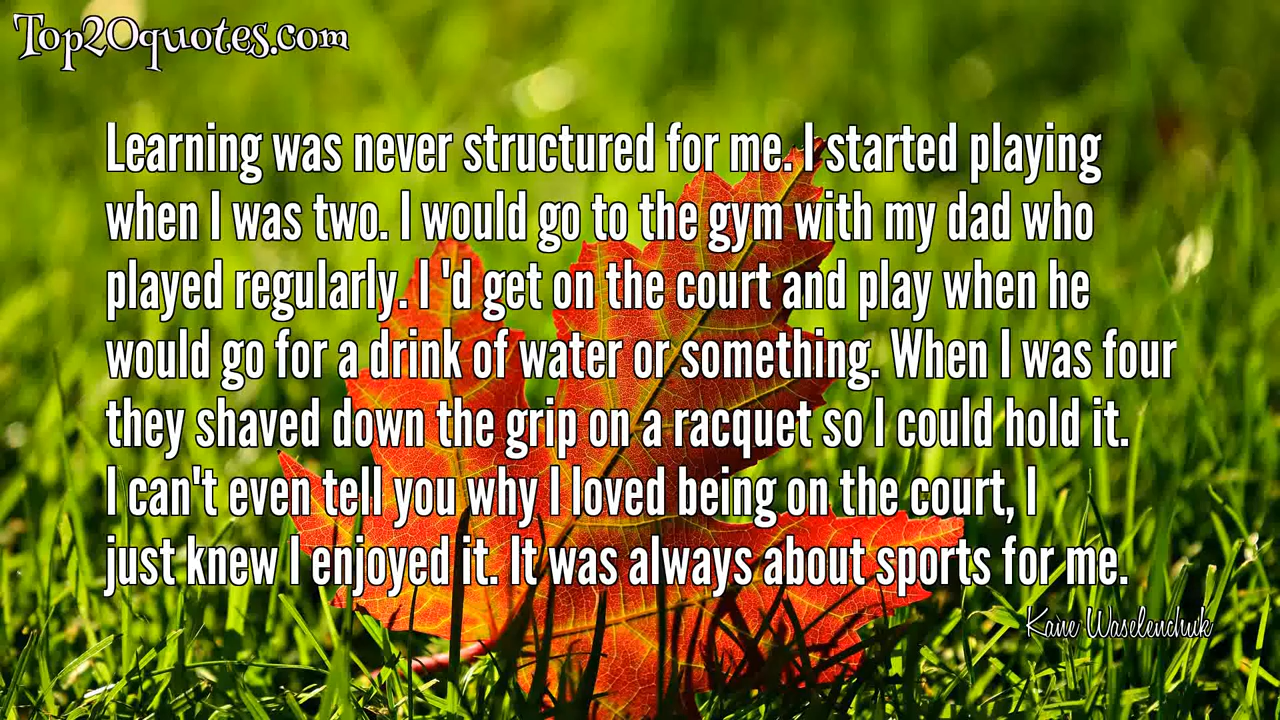 Top20quotes.com
Learning was never structured for me. I started playing
when I was two. I would go to the gym with my dad who
played regularly. I 'd get on the court and play when he
would go for a drink of water or something. When I was four
they shaved down the grip on a racquet so I could hold it.
I can't even tell you why I loved being on the court, I
just knew I enjoyed it. It was always about sports for me.
Kane Waselenchuk